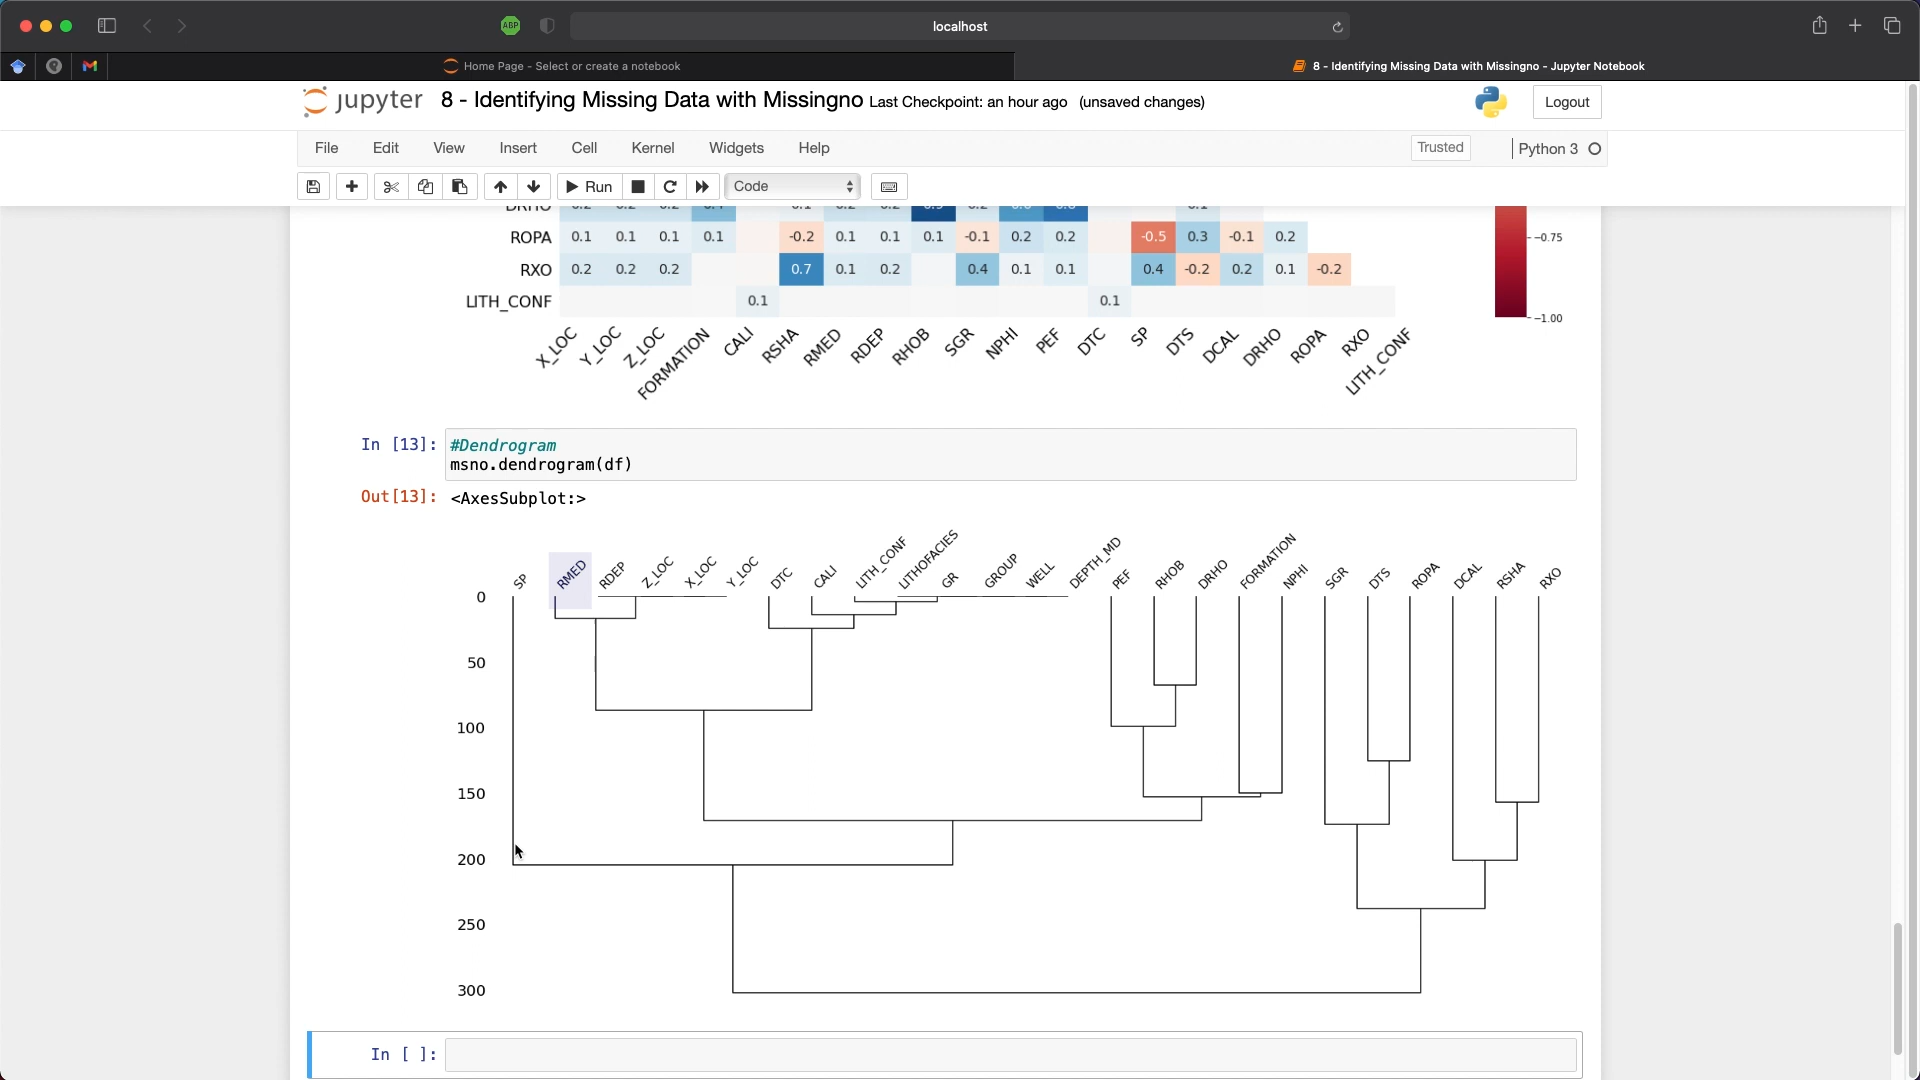 localhost
ABP
Home Page - Select or create a notebook
8 - Identifying Missing Data with Missingno - Jupyter Notebook
jupyter 8 - Identifying Missing Data with Missingno Last Checkpoint: an hour ago (unsaved changes)
Logout
File Edit View Insert Cell Kernel Widgets Help
Trusted Python 3
Run Code
ROPA 0.1 0.1 0.1 0.1 -0.2 0.1 0.1 0.1 -0.1 0.2 0.2 -0.5 0.3 -0.1 0.2
-0.75
RXO 0.2 0.2 0.2 0.7 0.1 0.2 0.4 0.1 0.1 0.4 -0.2 0.2 0.1 -0.2
LITH_CONF 0.1 0.1
-1.00
X_LOC Y_LOC Z_LOC FORMATION CALI RSHA RMED RDEP RHOB SGR NPHI PEF DTC SP DTS DCAL DRHO ROPA RXO LITH_CONF
In [13]: #Dendrogram
msno.dendrogram(df)
Out[13]: <AxesSubplot:>
SP RMED RDEP Z_LOC X_LOC Y_LOC DTC CALI LITH_CONF LITHOFACIES GR GROUP WELL DEPTH_MD PEF RHOB DRHO FORMATION NPHI SGR DTS ROPA DCAL RSHA RXO
0
50
100
150
200
250
300
In [ ]: